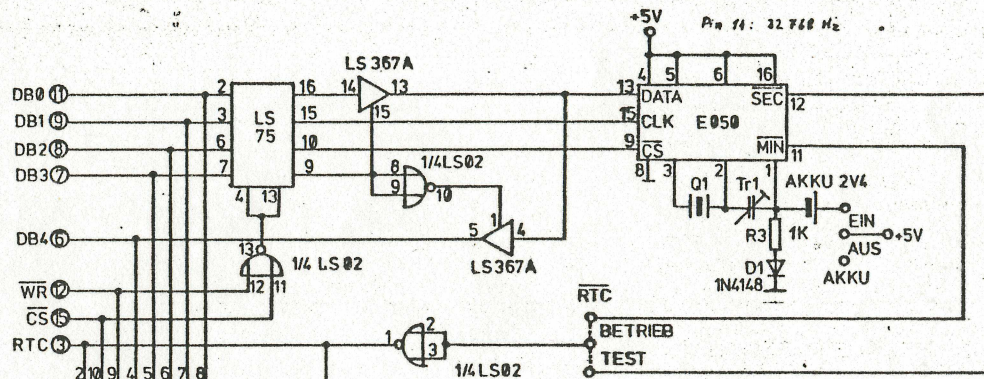 +5V Pin 11: 32 768 Hz
LS 367A
4 5 6 16
DB0 11 2 16 14 13 13 DATA SEC 12
15
DB1 9 3 LS 75 15 15 CLK E050
DB2 8 6 10 9 CS MIN 11
DB3 7 7 9 8 1/4LS02 8 3 2 1
9 10
4 13 Q1 Tr1 AKKU 2V4
1 EIN
DB4 6 5 4 R3 1K +5V
13 AUS
1/4 LS02 LS367A D1 AKKU
WR 12 12 11 1N4148
RTC
CS 15
BETRIEB
RTC 3 1 2
3 TEST
2 10 9 4 5 6 7 8 1/4LS02